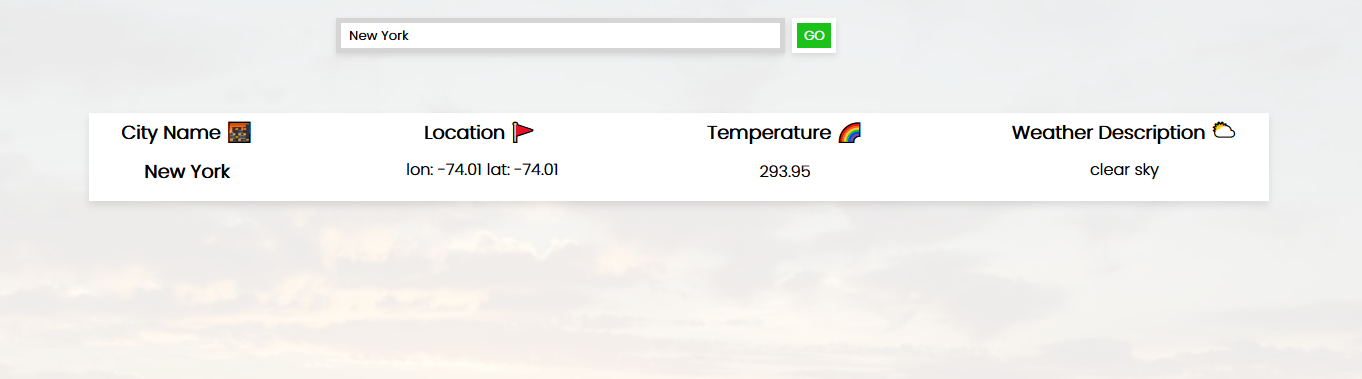 New York
GO
City Name
Location
Temperature
Weather Description
New York
lon: -74.01 lat: -74.01
293.95
clear sky